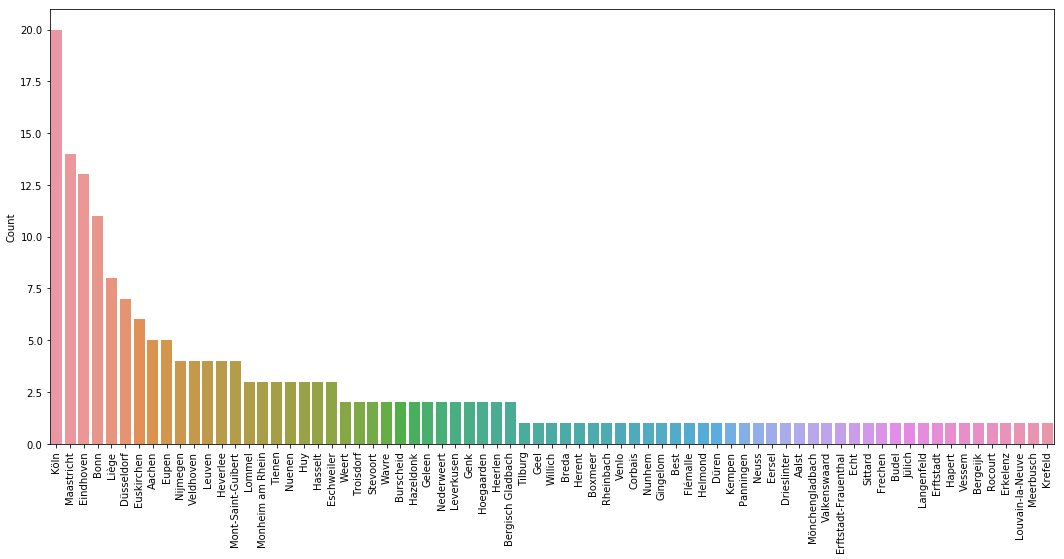 20.0
17.5
15.0
12.5
10.0
7.5
5.0
2.5
0.0
Count
Köln
Maastricht
Eindhoven
Bonn
Liège
Düsseldorf
Euskirchen
Aachen
Eupen
Nijmegen
Veldhoven
Leuven
Heverlee
Mont-Saint-Guibert
Lommel
Monheim am Rhein
Tienen
Nuenen
Huy
Hasselt
Eschweiler
Weert
Troisdorf
Stevoort
Wavre
Burscheid
Hazeldonk
Geleen
Nederweert
Leverkusen
Genk
Hoegaarden
Heerlen
Bergisch Gladbach
Tilburg
Geel
Willich
Breda
Herent
Boxmeer
Rheinbach
Venlo
Corbais
Nunhem
Gingelom
Best
Flemalle
Helmond
Düren
Kempen
Panningen
Neuss
Eersel
Drieslinter
Aalst
Mönchengladbach
Valkenswaard
Erftstadt-Frauenthal
Echt
Sittard
Frechen
Budel
Jülich
Langenfeld
Erftstadt
Hapert
Vessem
Bergeijk
Rocourt
Erkelenz
Louvain-la-Neuve
Meerbusch
Krefeld